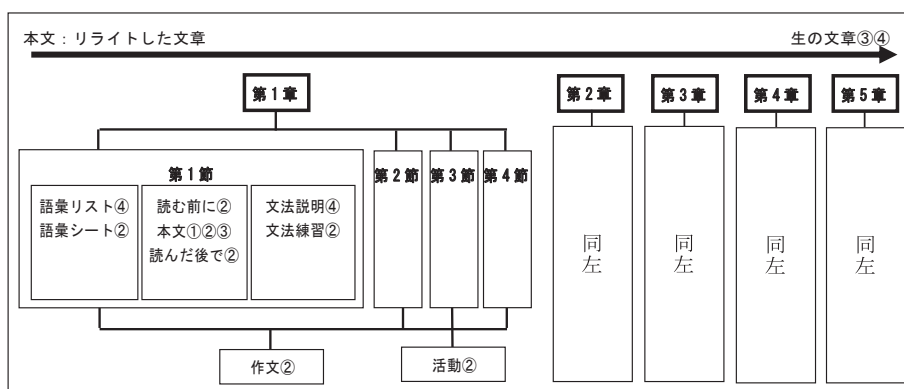 本文：リライトした文章
生の文章③④
第1章
第2章
第3章
第4章
第5章
第1節
第2節
第3節
第4節
語彙リスト④
語彙シート②
読む前に②
本文①②③
読んだ後で②
文法説明④
文法練習②
同左
同左
同左
同左
作文②
活動②